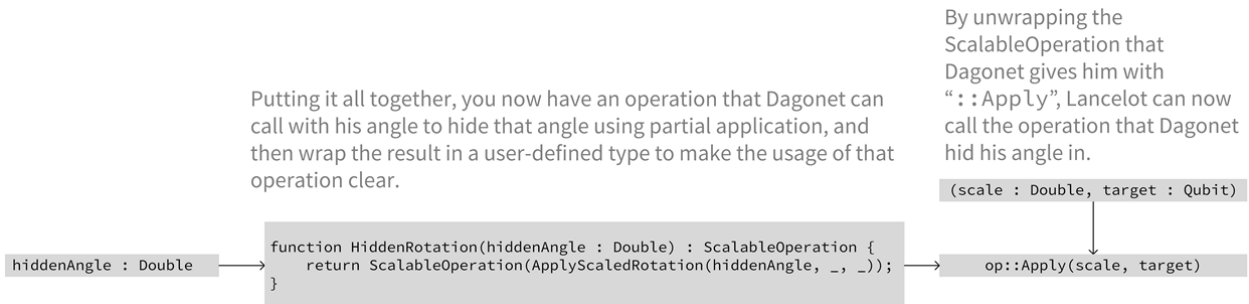 By unwrapping the
ScalableOperation that
Dagonet gives him with
“::Apply”, Lancelot can now
call the operation that Dagonet
hid his angle in.
Putting it all together, you now have an operation that Dagonet can
call with his angle to hide that angle using partial application, and
then wrap the result in a user-defined type to make the usage of that
operation clear.
(scale : Double, target : Qubit)
hiddenAngle : Double
function HiddenRotation(hiddenAngle : Double) : ScalableOperation {
    return ScalableOperation(ApplyScaledRotation(hiddenAngle, _, _));
}
op::Apply(scale, target)